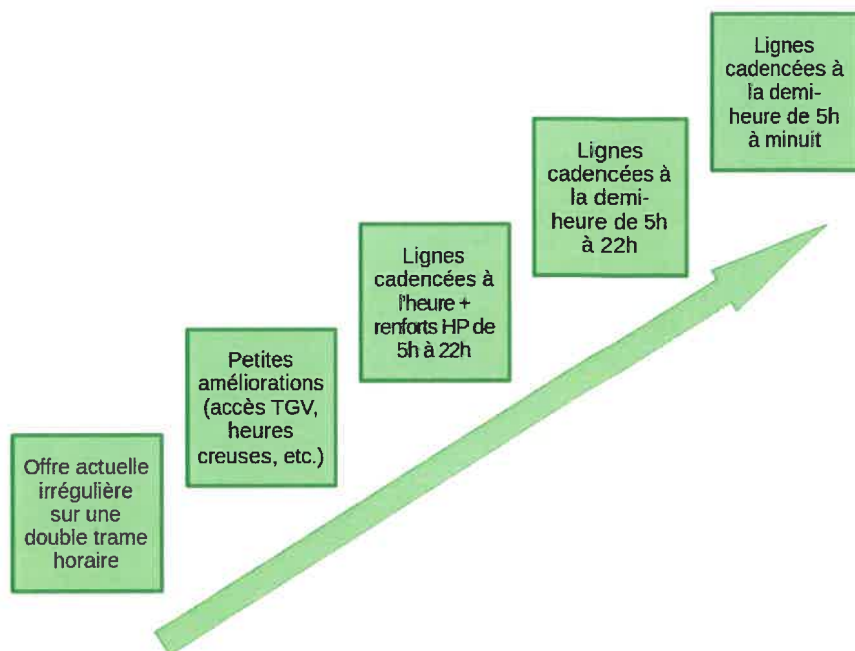 Offre actuelle
irrégulière
sur une
double trame
horaire
Petites
améliorations
(accès TGV,
heures
creuses, etc.)
Lignes
cadencées à
l'heure +
renforts HP de
5h à 22h
Lignes
cadencées à
la demi-
heure de 5h
à 22h
Lignes
cadencées à
la demi-
heure de 5h
à minuit